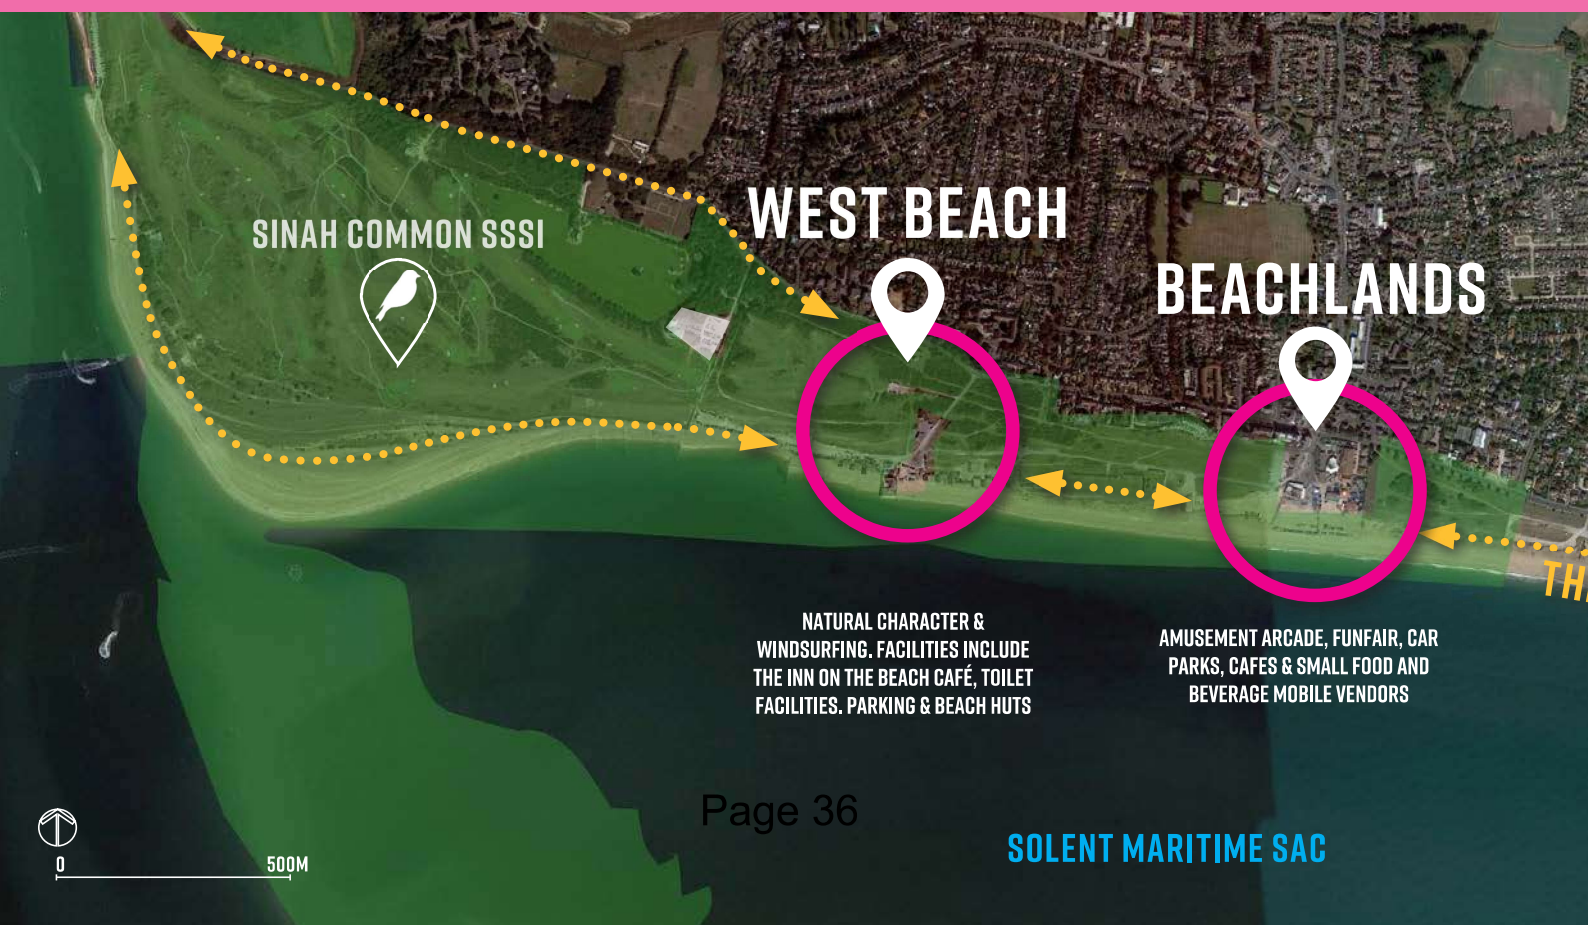 SINAH COMMON SSSI
WEST BEACH
BEACHLANDS
NATURAL CHARACTER &
WINDSURFING. FACILITIES INCLUDE
THE INN ON THE BEACH CAFÉ, TOILET
FACILITIES. PARKING & BEACH HUTS
AMUSEMENT ARCADE, FUNFAIR, CAR
PARKS, CAFES & SMALL FOOD AND
BEVERAGE MOBILE VENDORS
Page 36
SOLENT MARITIME SAC
0 500M